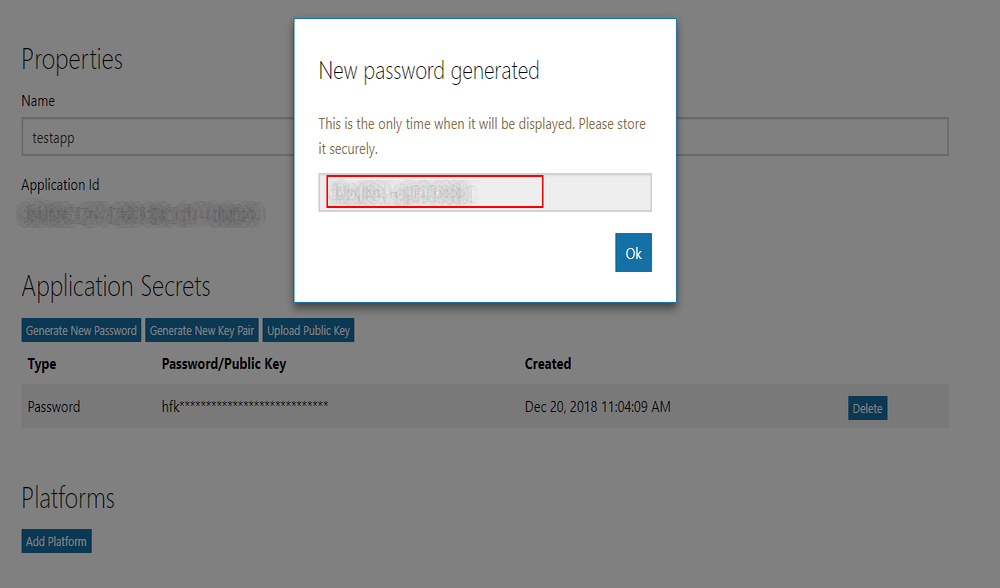 Properties
Name
testapp
Application Id
New password generated
This is the only time when it will be displayed. Please store
it securely.
Ok
Application Secrets
Generate New Password Generate New Key Pair Upload Public Key
Type Password/Public Key Created
Password hfk**************************** Dec 20, 2018 11:04:09 AM Delete
Platforms
Add Platform